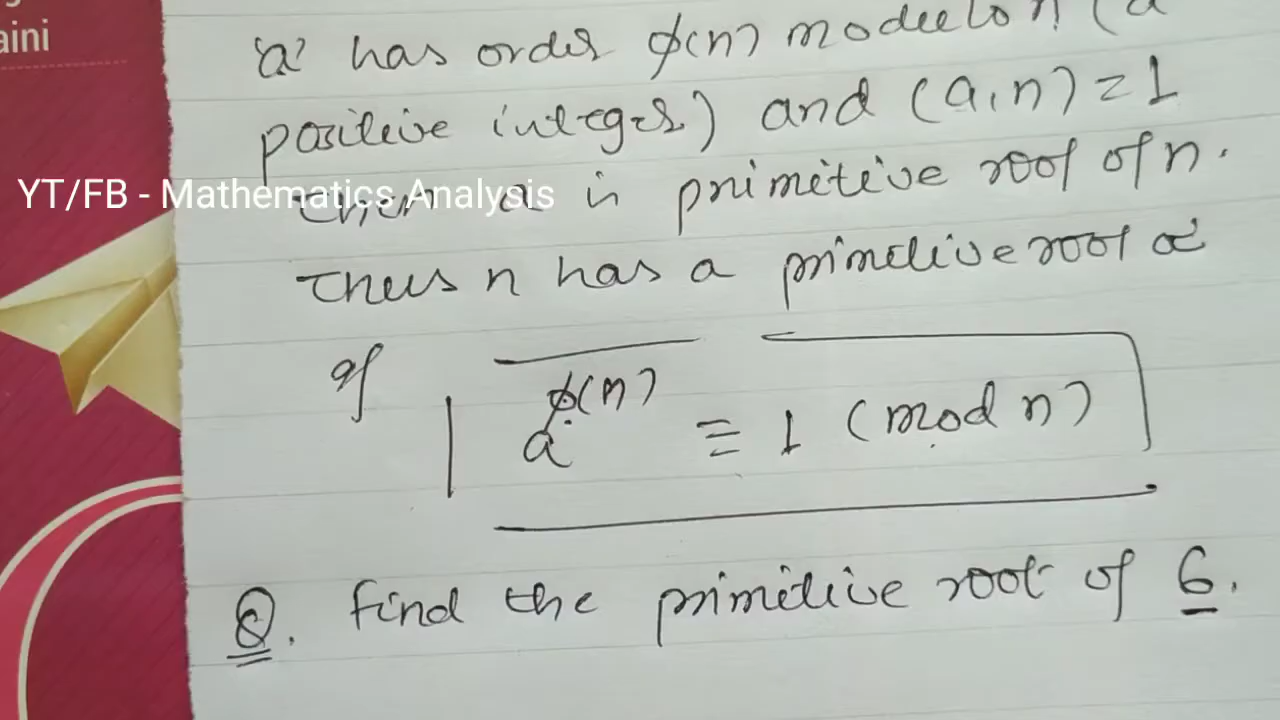 aini
'a' has order ϕ(n) modulo n (a
positive integer) and (a, n) = 1
then a is primitive root of n.
YT/FB - Mathematics Analysis
Thus n has a primitive root a
if
a^ϕ(n) ≡ 1 (mod n)
Q. Find the primitive root of 6.